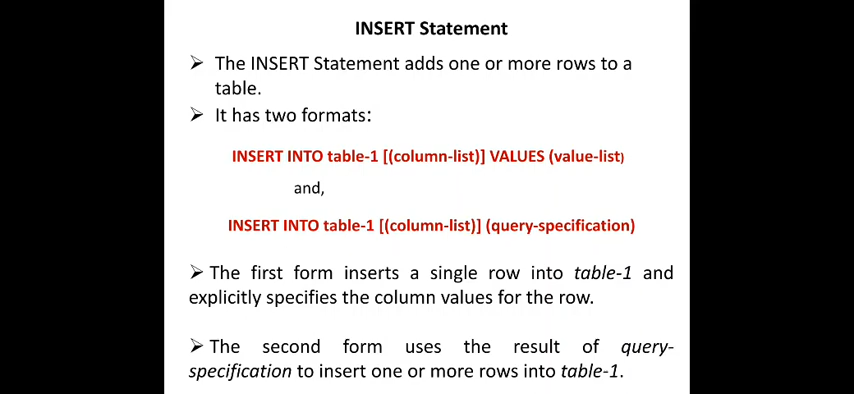 INSERT Statement
➢ The INSERT Statement adds one or more rows to a
table.
➢ It has two formats:
INSERT INTO table-1 [(column-list)] VALUES (value-list)
and,
INSERT INTO table-1 [(column-list)] (query-specification)
➢ The first form inserts a single row into table-1 and
explicitly specifies the column values for the row.
➢ The second form uses the result of query-
specification to insert one or more rows into table-1.